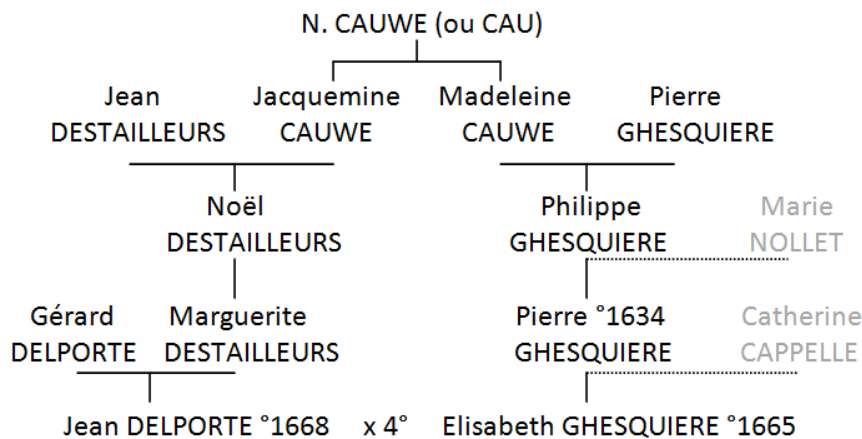 N. CAUWE (ou CAU)
Jean Jacquemine Madeleine Pierre
DESTAILLEURS CAUWE CAUWE GHESQUIERE
Noël Philippe Marie
DESTAILLEURS GHESQUIERE NOLLET
Gérard Marguerite Pierre °1634 Catherine
DELPORTE DESTAILLEURS GHESQUIERE CAPPELLE
Jean DELPORTE °1668 x 4° Elisabeth GHESQUIERE °1665